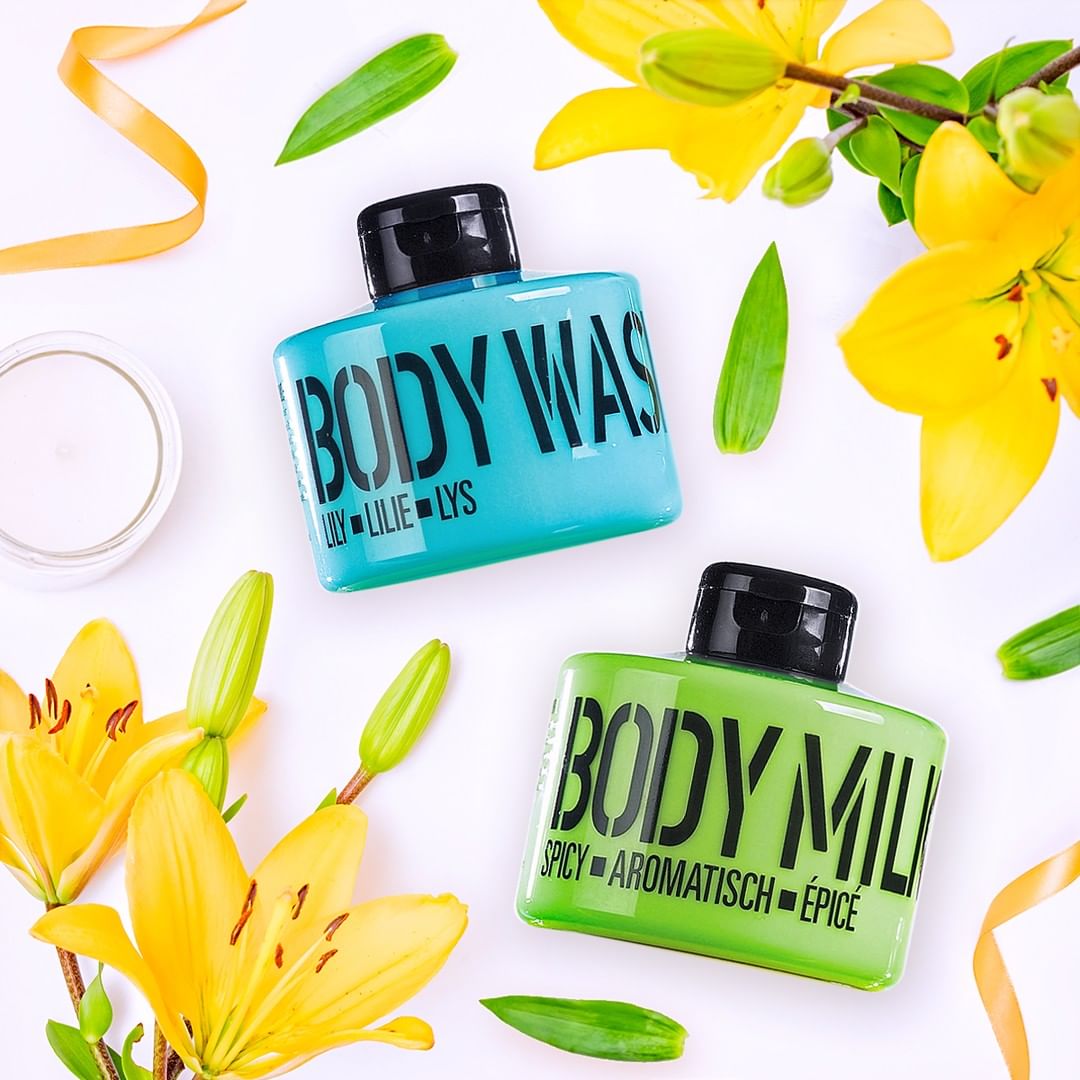 BODY WAS
LILY ▪ LILIE ▪ LYS
BODY MIL
SPICY ▪ AROMATISCH ▪ ÉPICÉ